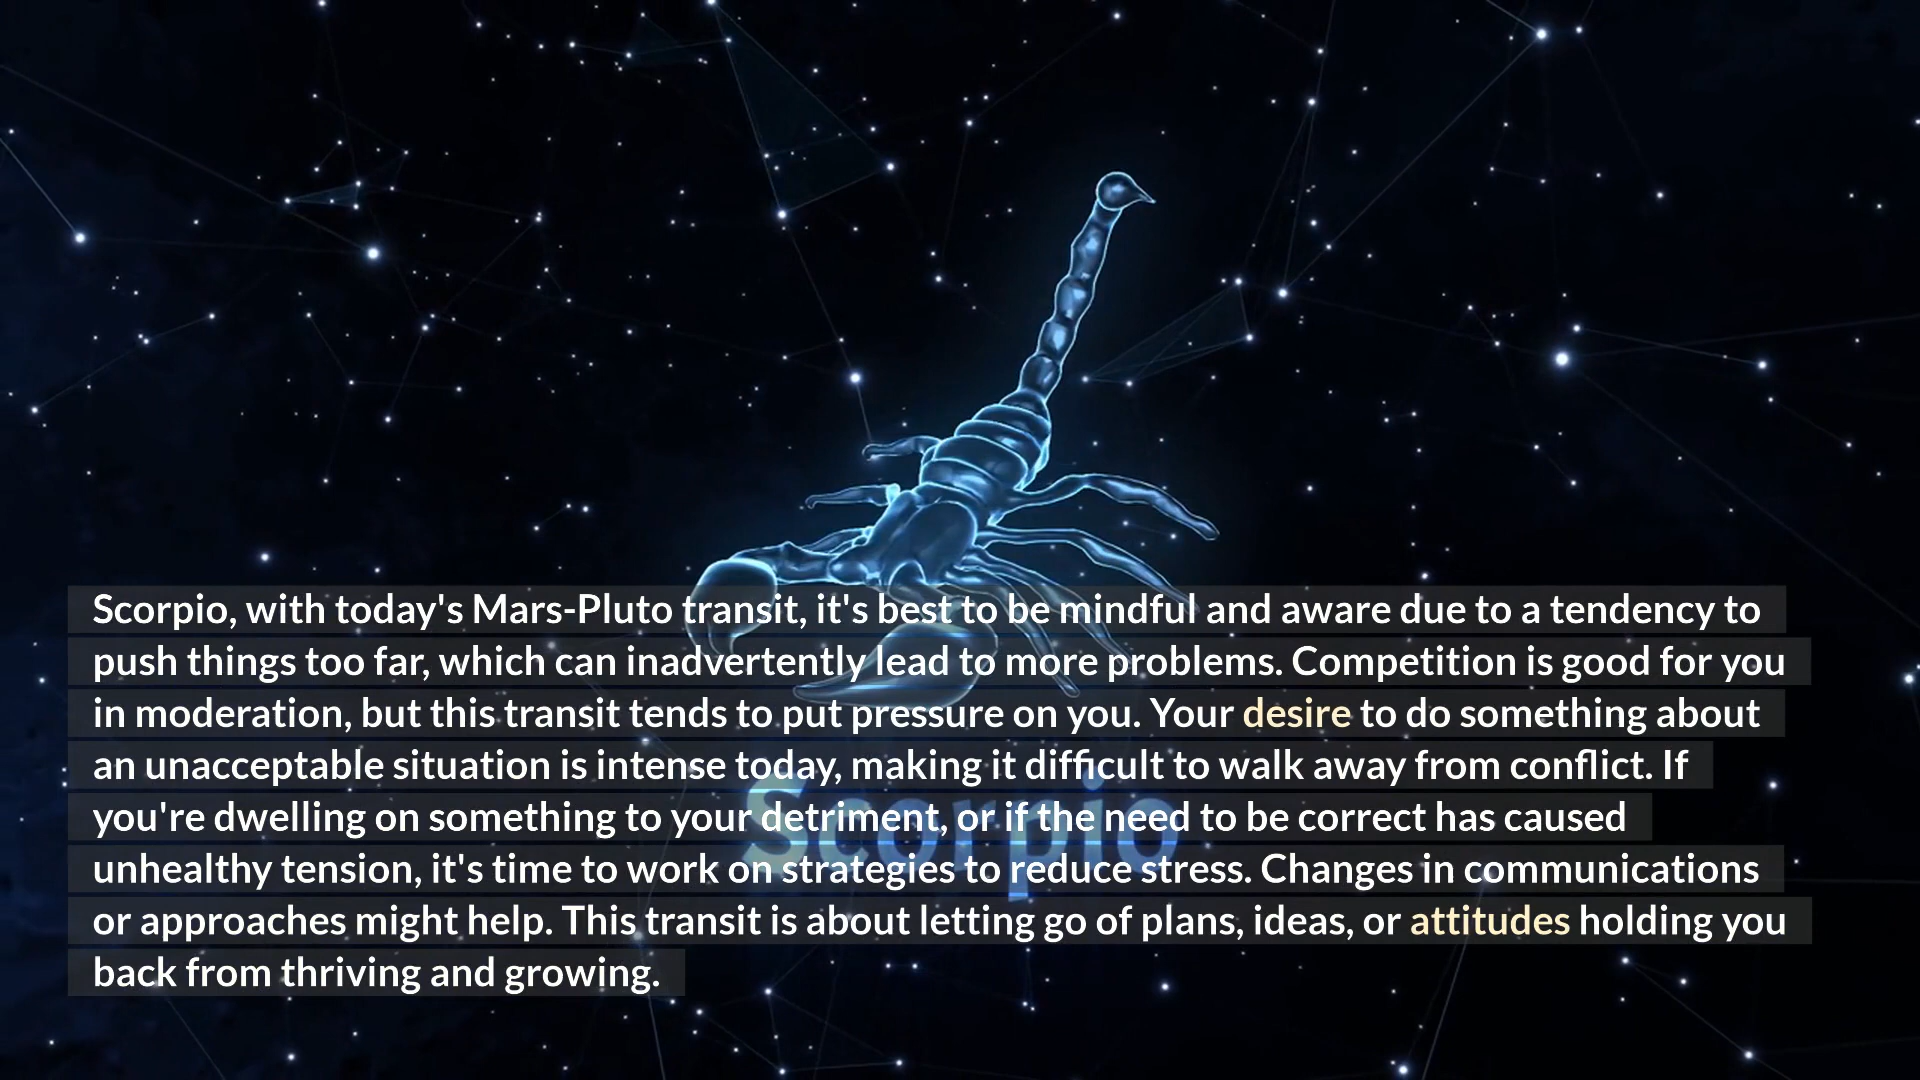 Scorpio, with today's Mars-Pluto transit, it's best to be mindful and aware due to a tendency to
push things too far, which can inadvertently lead to more problems. Competition is good for you
in moderation, but this transit tends to put pressure on you. Your desire to do something about
an unacceptable situation is intense today, making it difficult to walk away from conflict. If
you're dwelling on something to your detriment, or if the need to be correct has caused
unhealthy tension, it's time to work on strategies to reduce stress. Changes in communications
or approaches might help. This transit is about letting go of plans, ideas, or attitudes holding you
back from thriving and growing.
Scorpio